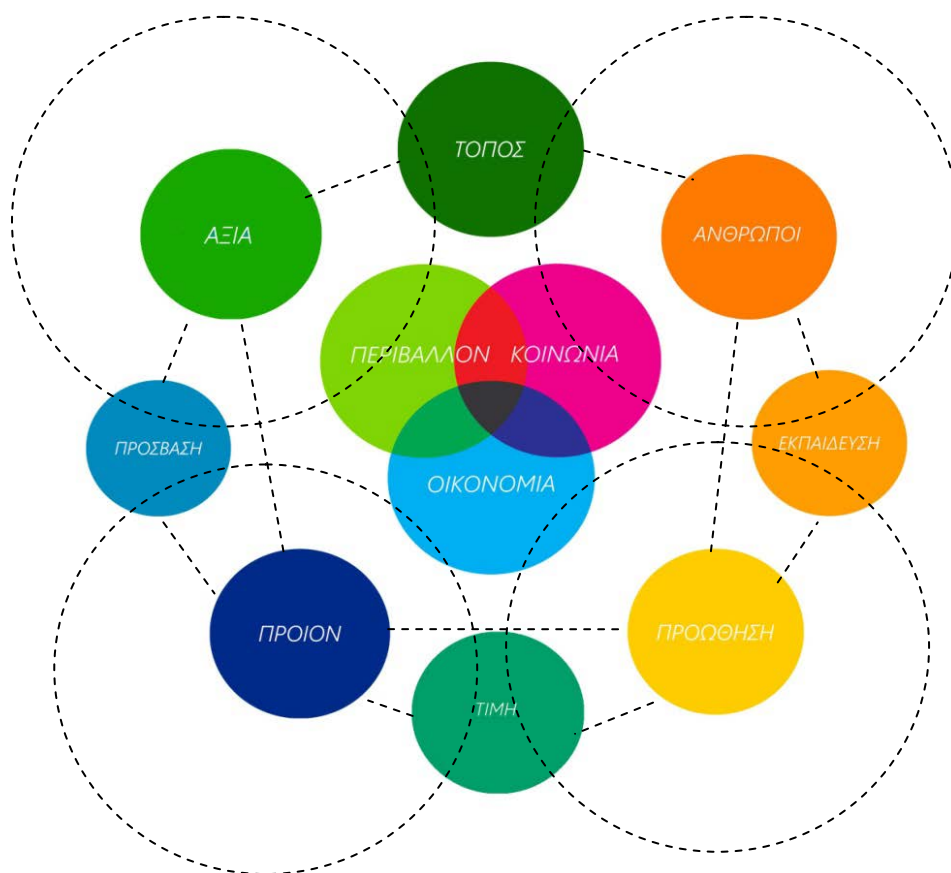 ΤΟΠΟΣ
ΑΞΙΑ
ΑΝΘΡΩΠΟΙ
ΠΕΡΙΒΑΛΛΟΝ ΚΟΙΝΩΝΙΑ
ΠΡΟΣΒΑΣΗ
ΕΚΠΑΙΔΕΥΣΗ
ΟΙΚΟΝΟΜΙΑ
ΠΡΟΙΟΝ
ΠΡΟΩΘΗΣΗ
ΤΙΜΗ